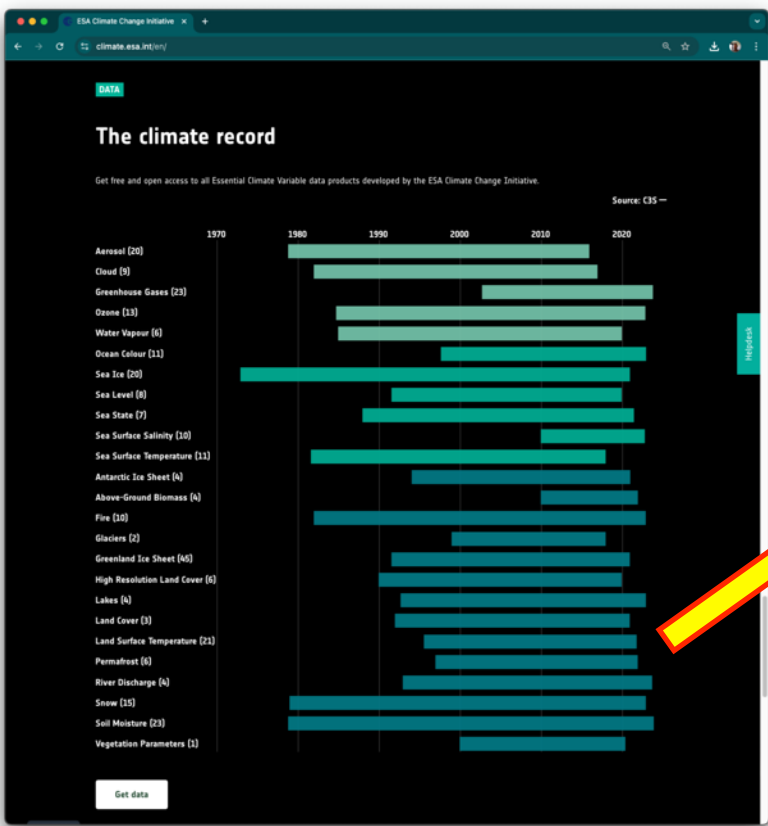 ESA Climate Change Initiative
climate.esa.int/en/
DATA
The climate record
Get free and open access to all Essential Climate Variable data products developed by the ESA Climate Change Initiative.
Source: C3S —
1970 1980 1990 2000 2010 2020
Aerosol (20)
Cloud (9)
Greenhouse Gases (23)
Ozone (13)
Water Vapour (6)
Ocean Colour (11)
Sea Ice (20)
Sea Level (8)
Sea State (7)
Sea Surface Salinity (10)
Sea Surface Temperature (11)
Antarctic Ice Sheet (4)
Above-Ground Biomass (4)
Fire (10)
Glaciers (2)
Greenland Ice Sheet (45)
High Resolution Land Cover (6)
Lakes (4)
Land Cover (3)
Land Surface Temperature (21)
Permafrost (6)
River Discharge (4)
Snow (15)
Soil Moisture (23)
Vegetation Parameters (1)
Get data
Helpdesk